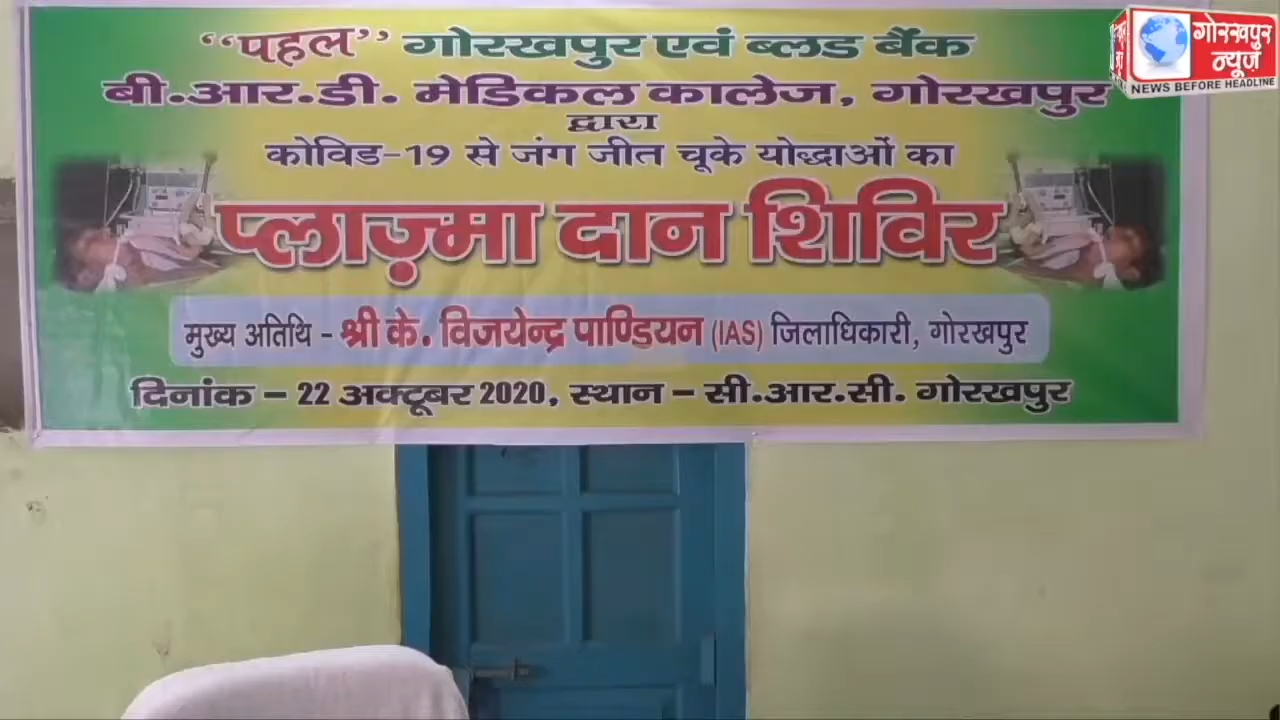 “पहल” गोरखपुर एवं ब्लड बैंक
बी.आर.डी. मेडिकल कालेज, गोरखपुर
द्वारा
कोविड-19 से जंग जीत चूके योद्धाओं का
प्लाज़्मा दान शिविर
मुख्य अतिथि - श्री के. विजयेन्द्र पाण्डियन (IAS) जिलाधिकारी, गोरखपुर
दिनांक - 22 अक्टूबर 2020, स्थान - सी.आर.सी. गोरखपुर
गोरखपुर
न्यूज़
NEWS BEFORE HEADLINE